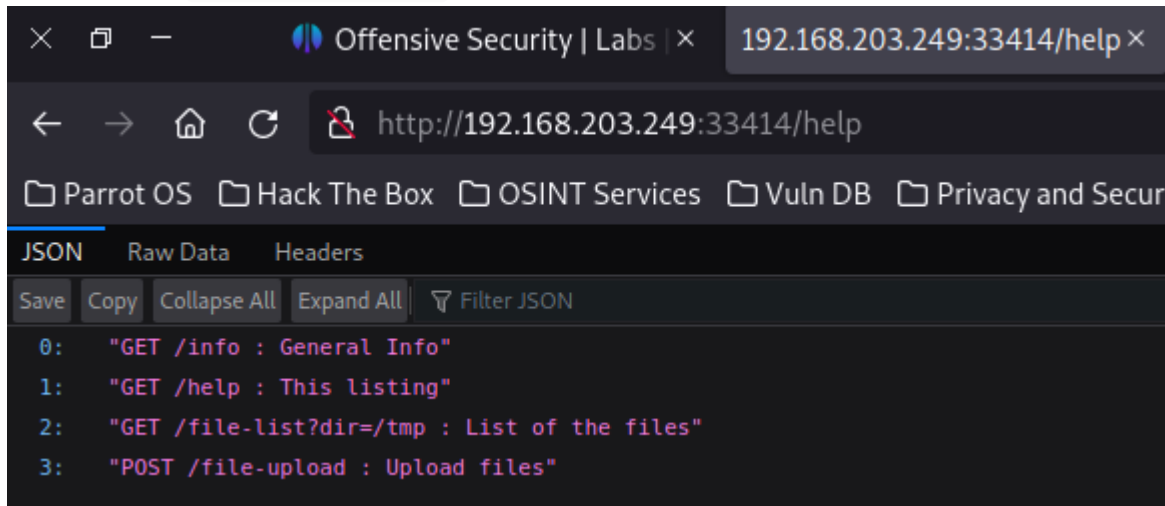 Offensive Security | Labs | × 192.168.203.249:33414/help ×
http://192.168.203.249:33414/help
Parrot OS Hack The Box OSINT Services Vuln DB Privacy and Secur
JSON Raw Data Headers
Save Copy Collapse All Expand All Filter JSON
0: "GET /info : General Info"
1: "GET /help : This listing"
2: "GET /file-list?dir=/tmp : List of the files"
3: "POST /file-upload : Upload files"